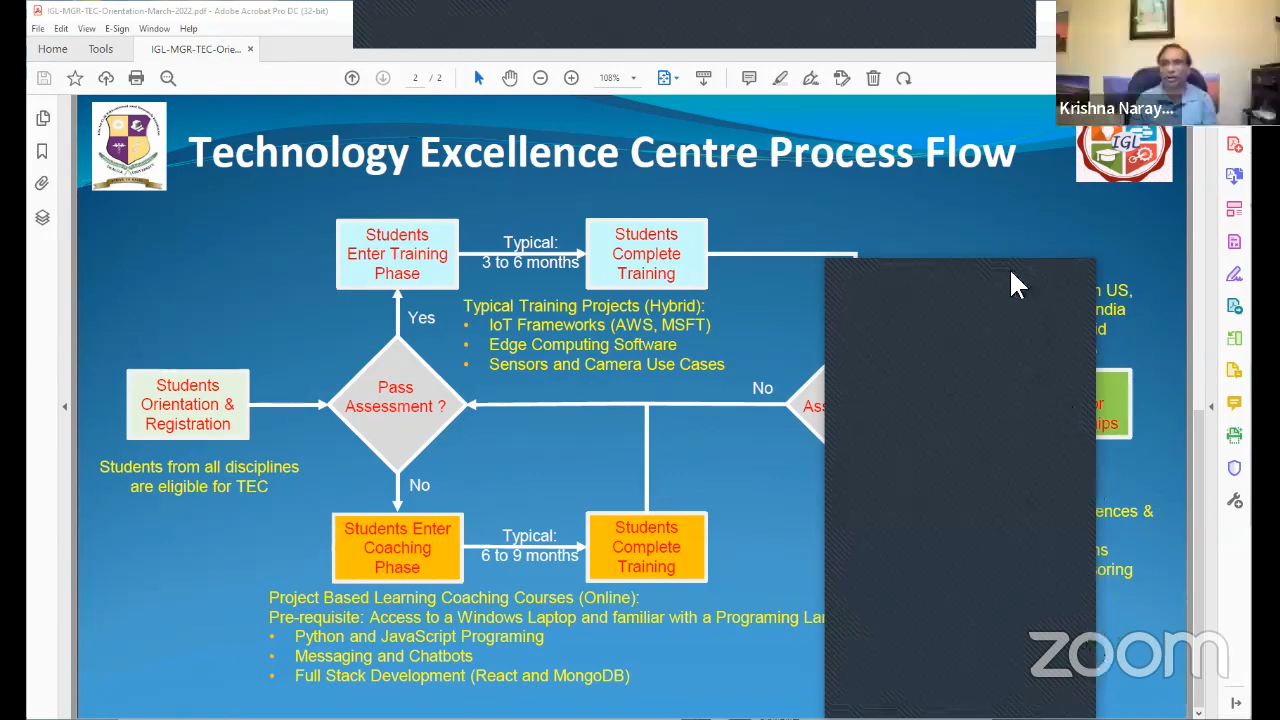 IGL-MGR-TEC-Orientation-March-2022.pdf - Adobe Acrobat Pro DC (32-bit)
File Edit View E-Sign Window Help
Home Tools IGL-MGR-TEC-Orie... ×
2 / 2 108%
Krishna Naray...
IGL
Technology Excellence Centre Process Flow
Students
Enter Training
Phase
Typical:
3 to 6 months
Students
Complete
Training
Yes
Typical Training Projects (Hybrid):
• IoT Frameworks (AWS, MSFT)
• Edge Computing Software
• Sensors and Camera Use Cases
US,
Students
Orientation &
Registration
Pass
Assessment ?
No
Students from all disciplines
are eligible for TEC
No
Students Enter
Coaching
Phase
Typical:
6 to 9 months
Students
Complete
Training
Project Based Learning Coaching Courses (Online):
Pre-requisite: Access to a Windows Laptop and familiar with a Programing
• Python and JavaScript Programing
• Messaging and Chatbots
• Full Stack Development (React and MongoDB)
zoom